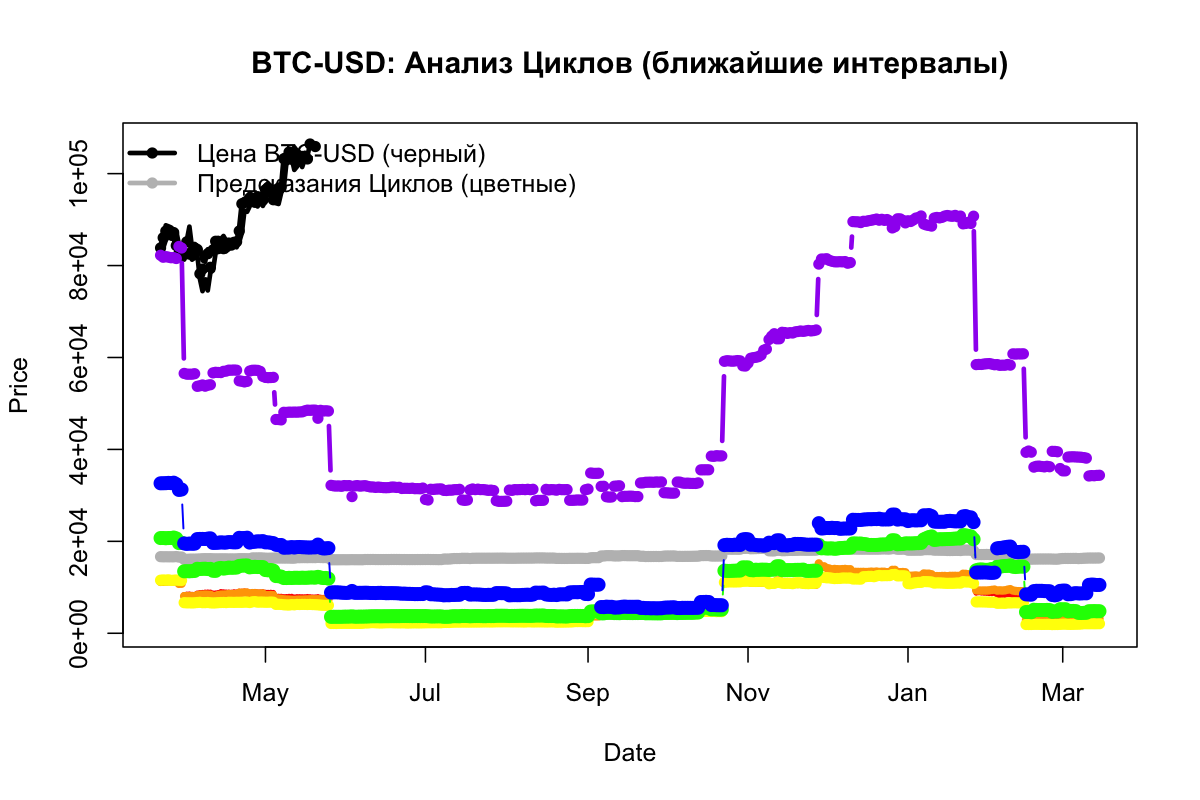 BTC-USD: Анализ Циклов (ближайшие интервалы)
Цена BTC-USD (черный)
Предсказания Циклов (цветные)
Price
1e+05
8e+04
6e+04
4e+04
2e+04
0e+00
May Jul Sep Nov Jan Mar
Date